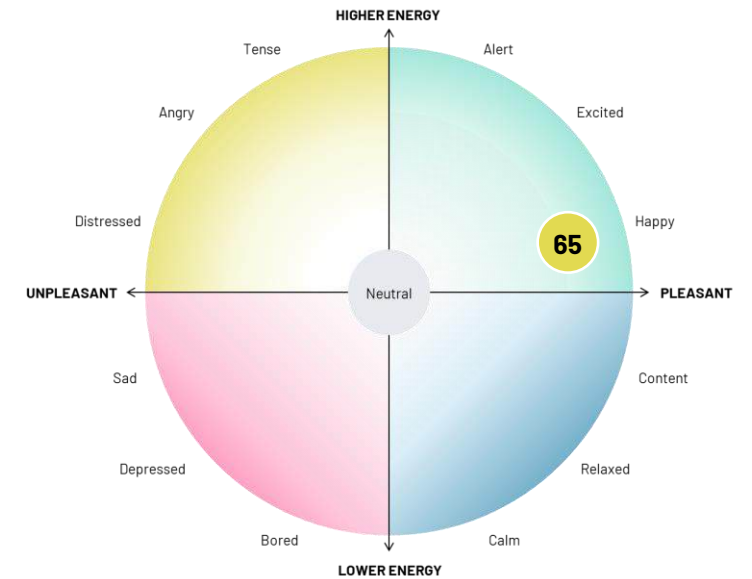 HIGHER ENERGY
Tense
Alert
Angry
Excited
Distressed
Happy
65
UNPLEASANT
Neutral
PLEASANT
Sad
Content
Depressed
Relaxed
Bored
Calm
LOWER ENERGY